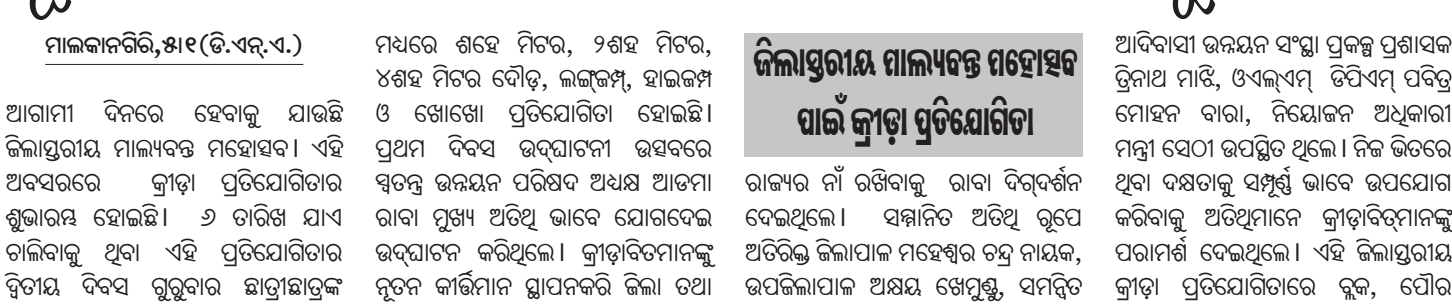 ମାଲକାନଗିରି,୫ା୧(ଡି.ଏନ୍.ଏ.)
ଆଗାମୀ ଦିନରେ ହେବାକୁ ଯାଉଛି
ଜିଲାସ୍ତରୀୟ ମାଲ୍ୟବନ୍ତ ମହୋତ୍ସବ। ଏହି
ଅବସରରେ କ୍ରୀଡ଼ା ପ୍ରତିଯୋଗିତାର
ଶୁଭାରମ୍ଭ ହୋଇଛି। ୬ ତାରିଖ ଯାଏ
ଚାଲିବାକୁ ଥିବା ଏହି ପ୍ରତିଯୋଗିତାର
ଦ୍ୱିତୀୟ ଦିବସ ଗୁରୁବାର ଛାତ୍ରୀଛାତ୍ରଙ୍କ
ମଧ୍ୟରେ ଶହେ ମିଟର, ୨ଶହ ମିଟର,
୪ଶହ ମିଟର ଦୌଡ଼, ଲଙ୍ଗ୍‌ଜମ୍ପ, ହାଇଜମ୍ପ
ଓ ଖୋଖୋ ପ୍ରତିଯୋଗିତା ହୋଇଛି।
ପ୍ରଥମ ଦିବସ ଉଦ୍‌ଘାଟନୀ ଉତ୍ସବରେ
ସ୍ୱତନ୍ତ୍ର ଉନ୍ନୟନ ପରିଷଦ ଅଧ୍ୟକ୍ଷ ଆଡମା
ରାବା ମୁଖ୍ୟ ଅତିଥି ଭାବେ ଯୋଗଦେଇ
ଉଦ୍‌ଘାଟନ କରିଥିଲେ। କ୍ରୀଡ଼ାବିତମାନଙ୍କୁ
ନୂତନ କୀର୍ତ୍ତିମାନ ସ୍ଥାପନକରି ଜିଲା ତଥା
ଜିଲାସ୍ତରୀୟ ମାଲ୍ୟବନ୍ତ ମହୋତ୍ସବ
ପାଇଁ କ୍ରୀଡ଼ା ପ୍ରତିଯୋଗିତା
ରାଜ୍ୟର ନାଁ ରଖିବାକୁ ରାବା ଦିଗ୍‌ଦର୍ଶନ
ଦେଇଥିଲେ। ସମ୍ମାନିତ ଅତିଥି ରୂପେ
ଅତିରିକ୍ତ ଜିଲାପାଳ ମହେଶ୍ୱର ଚନ୍ଦ୍ର ନାୟକ,
ଉପଜିଲାପାଳ ଅକ୍ଷୟ ଖେମୁଣ୍ଡୁ, ସମନ୍ୱିତ
ଆଦିବାସୀ ଉନ୍ନୟନ ସଂସ୍ଥା ପ୍ରକଳ୍ପ ପ୍ରଶାସକ
ତ୍ରିନାଥ ମାଝି, ଓଏଲ୍‌ଏମ୍ ଡିପିଏମ୍ ପବିତ୍ର
ମୋହନ ବାରା, ନିୟୋଜନ ଅଧିକାରୀ
ମନ୍ତ୍ରୀ ସେଠୀ ଉପସ୍ଥିତ ଥିଲେ। ନିଜ ଭିତରେ
ଥିବା ଦକ୍ଷତାକୁ ସମ୍ପୂର୍ଣ୍ଣ ଭାବେ ଉପଯୋଗ
କରିବାକୁ ଅତିଥିମାନେ କ୍ରୀଡ଼ାବିତ୍‌ମାନଙ୍କୁ
ପରାମର୍ଶ ଦେଇଥିଲେ। ଏହି ଜିଲାସ୍ତରୀୟ
କ୍ରୀଡ଼ା ପ୍ରତିଯୋଗିତାରେ ବ୍ଲକ, ପୌର